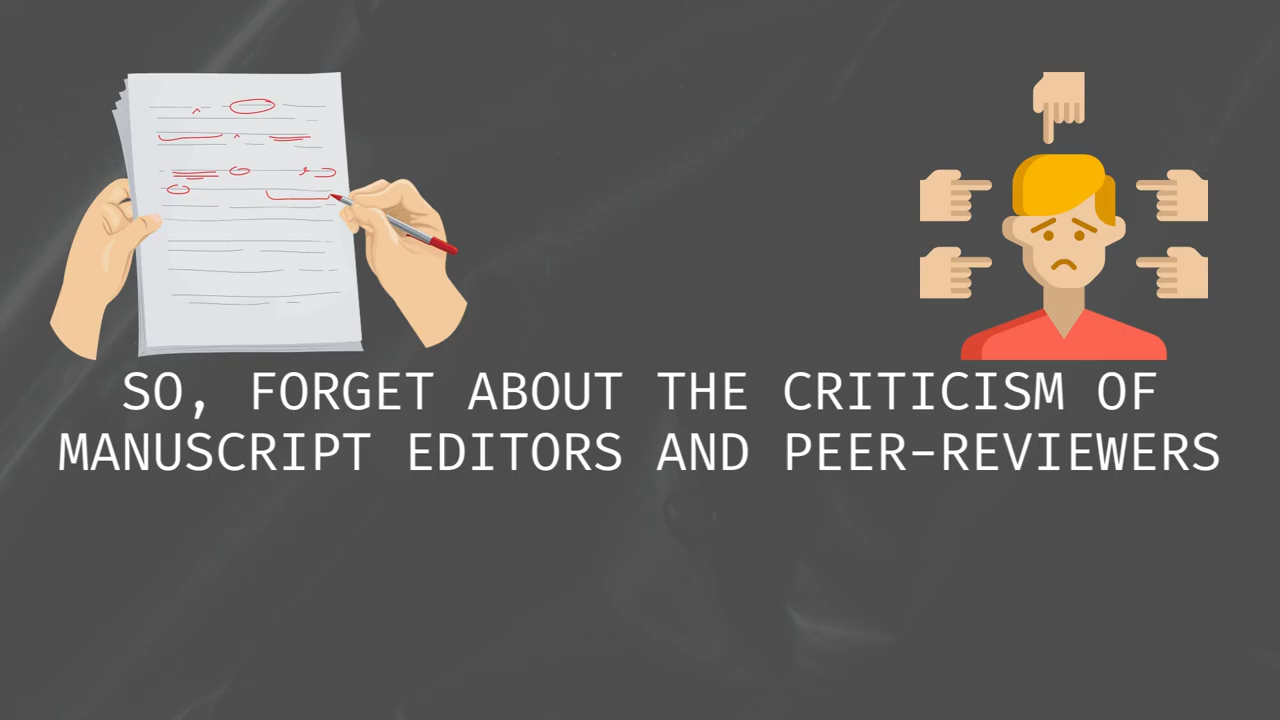 SO, FORGET ABOUT THE CRITICISM OF
MANUSCRIPT EDITORS AND PEER-REVIEWERS